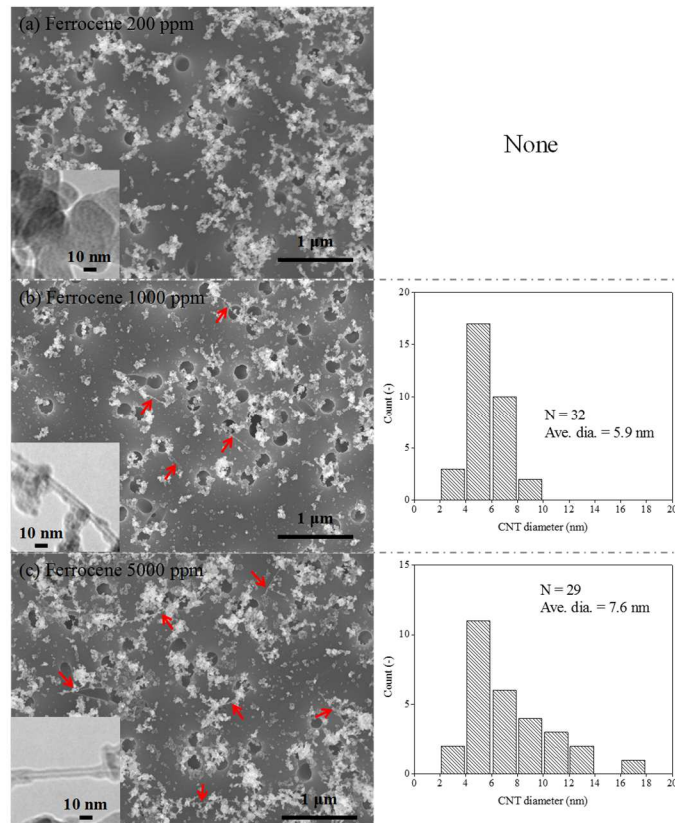 (a) Ferrocene 200 ppm
10 nm
1 μm
None
(b) Ferrocene 1000 ppm
10 nm
1 μm
20
15
10
5
0
Count (-)
N = 32
Ave. dia. = 5.9 nm
0 2 4 6 8 10 12 14 16 18 20
CNT diameter (nm)
(c) Ferrocene 5000 ppm
10 nm
1 μm
15
10
5
0
Count (-)
N = 29
Ave. dia. = 7.6 nm
0 2 4 6 8 10 12 14 16 18 20
CNT diameter (nm)